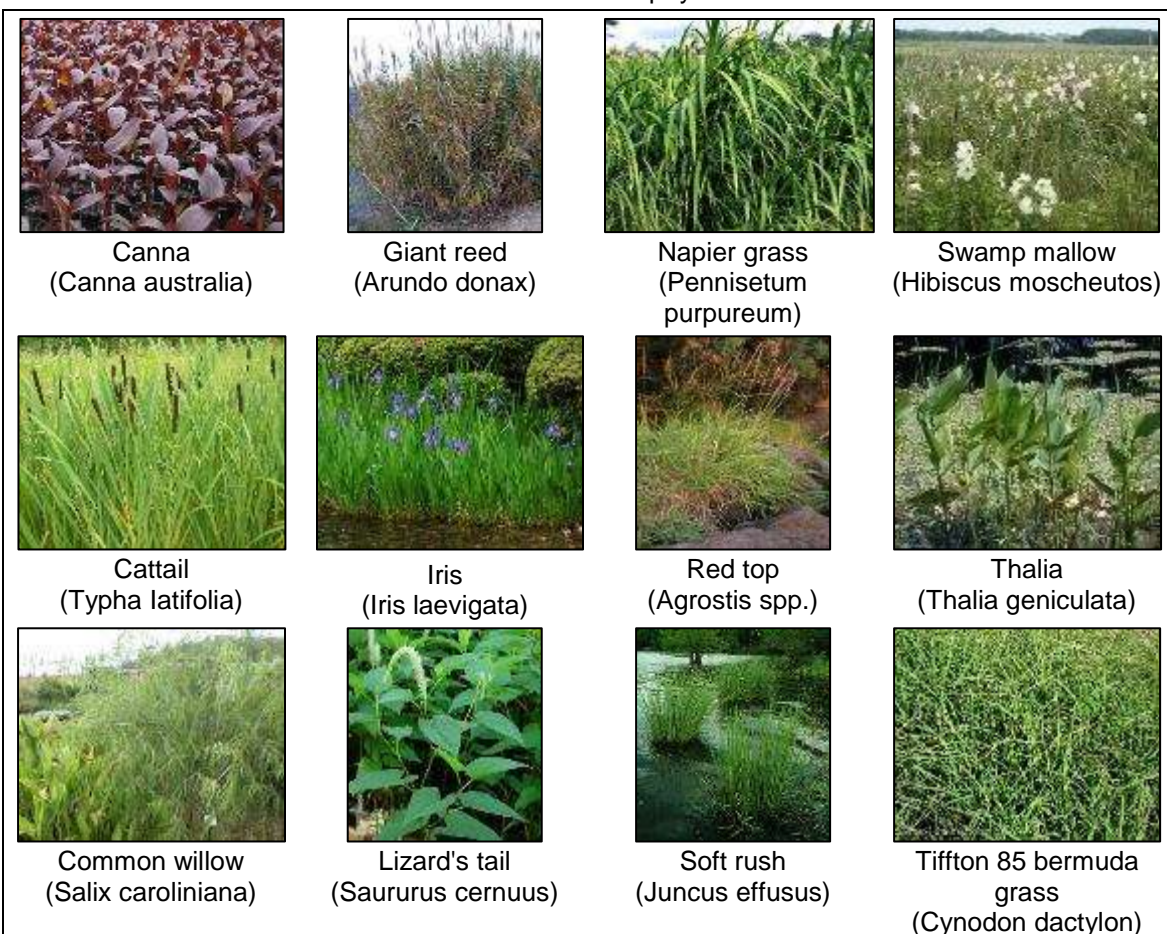 Canna
(Canna australia)
Giant reed
(Arundo donax)
Napier grass
(Pennisetum
purpureum)
Swamp mallow
(Hibiscus moscheutos)
Cattail
(Typha Iatifolia)
Iris
(Iris laevigata)
Red top
(Agrostis spp.)
Thalia
(Thalia geniculata)
Common willow
(Salix caroliniana)
Lizard's tail
(Saururus cernuus)
Soft rush
(Juncus effusus)
Tiffton 85 bermuda
grass
(Cynodon dactylon)